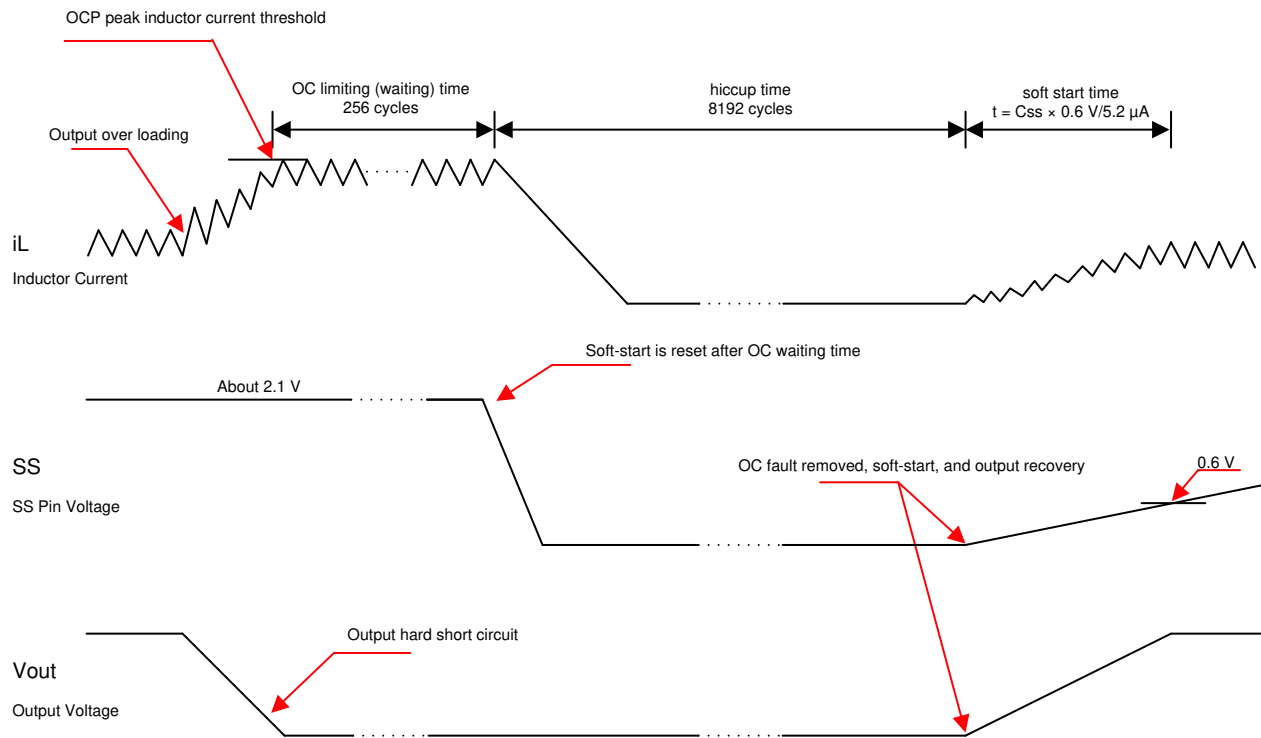 OCP peak inductor current threshold
OC limiting (waiting) time
256 cycles
hiccup time
8192 cycles
soft start time
t = Css × 0.6 V/5.2 µA
Output over loading
iL
Inductor Current
Soft-start is reset after OC waiting time
About 2.1 V
SS
SS Pin Voltage
OC fault removed, soft-start, and output recovery
0.6 V
Output hard short circuit
Vout
Output Voltage